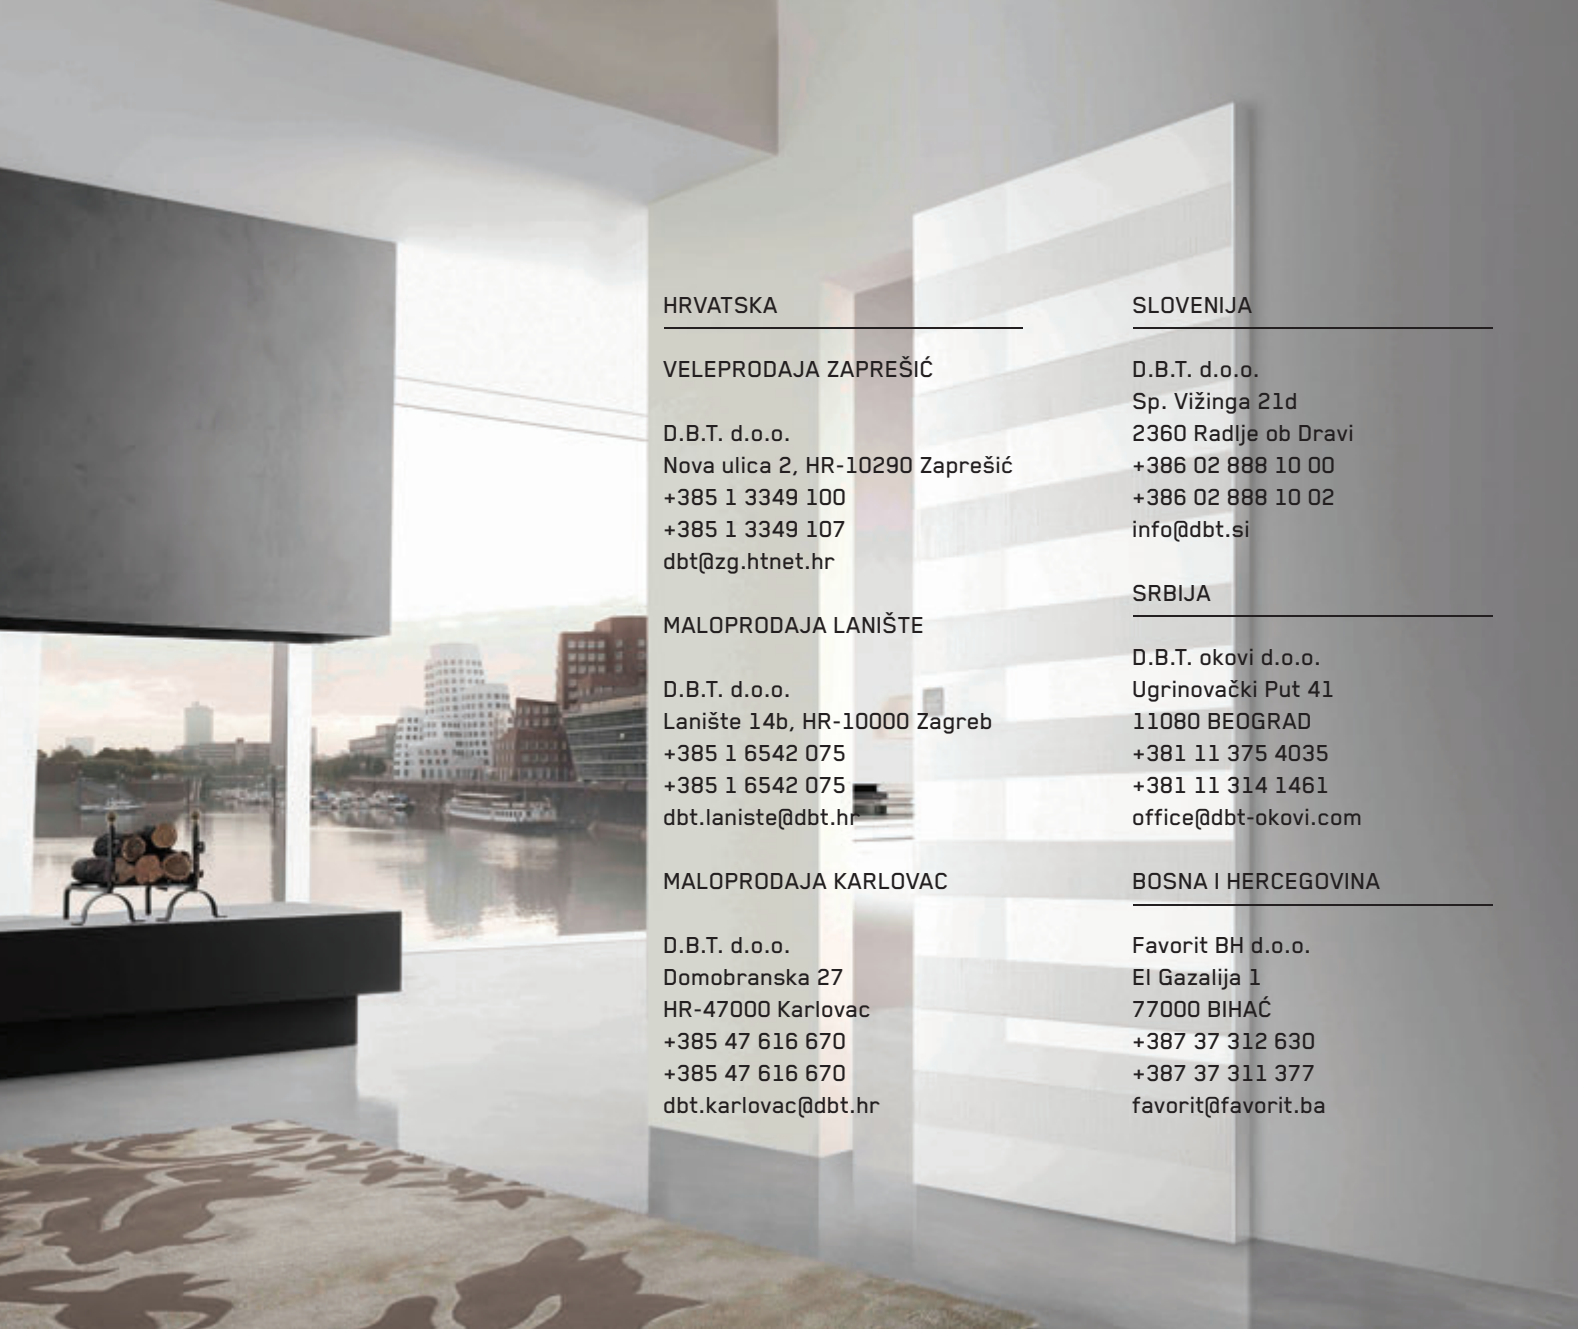 HRVATSKA
VELEPRODAJA ZAPREŠIĆ
D.B.T. d.o.o.
Nova ulica 2, HR-10290 Zaprešić
+385 1 3349 100
+385 1 3349 107
dbt@zg.htnet.hr
MALOPRODAJA LANIŠTE
D.B.T. d.o.o.
Lanište 14b, HR-10000 Zagreb
+385 1 6542 075
+385 1 6542 075
dbt.laniste@dbt.hr
MALOPRODAJA KARLOVAC
D.B.T. d.o.o.
Domobranska 27
HR-47000 Karlovac
+385 47 616 670
+385 47 616 670
dbt.karlovac@dbt.hr
SLOVENIJA
D.B.T. d.o.o.
Sp. Vižinga 21d
2360 Radlje ob Dravi
+386 02 888 10 00
+386 02 888 10 02
info@dbt.si
SRBIJA
D.B.T. okovi d.o.o.
Ugrinovački Put 41
11080 BEOGRAD
+381 11 375 4035
+381 11 314 1461
office@dbt-okovi.com
BOSNA I HERCEGOVINA
Favorit BH d.o.o.
El Gazalija 1
77000 BIHAĆ
+387 37 312 630
+387 37 311 377
favorit@favorit.ba